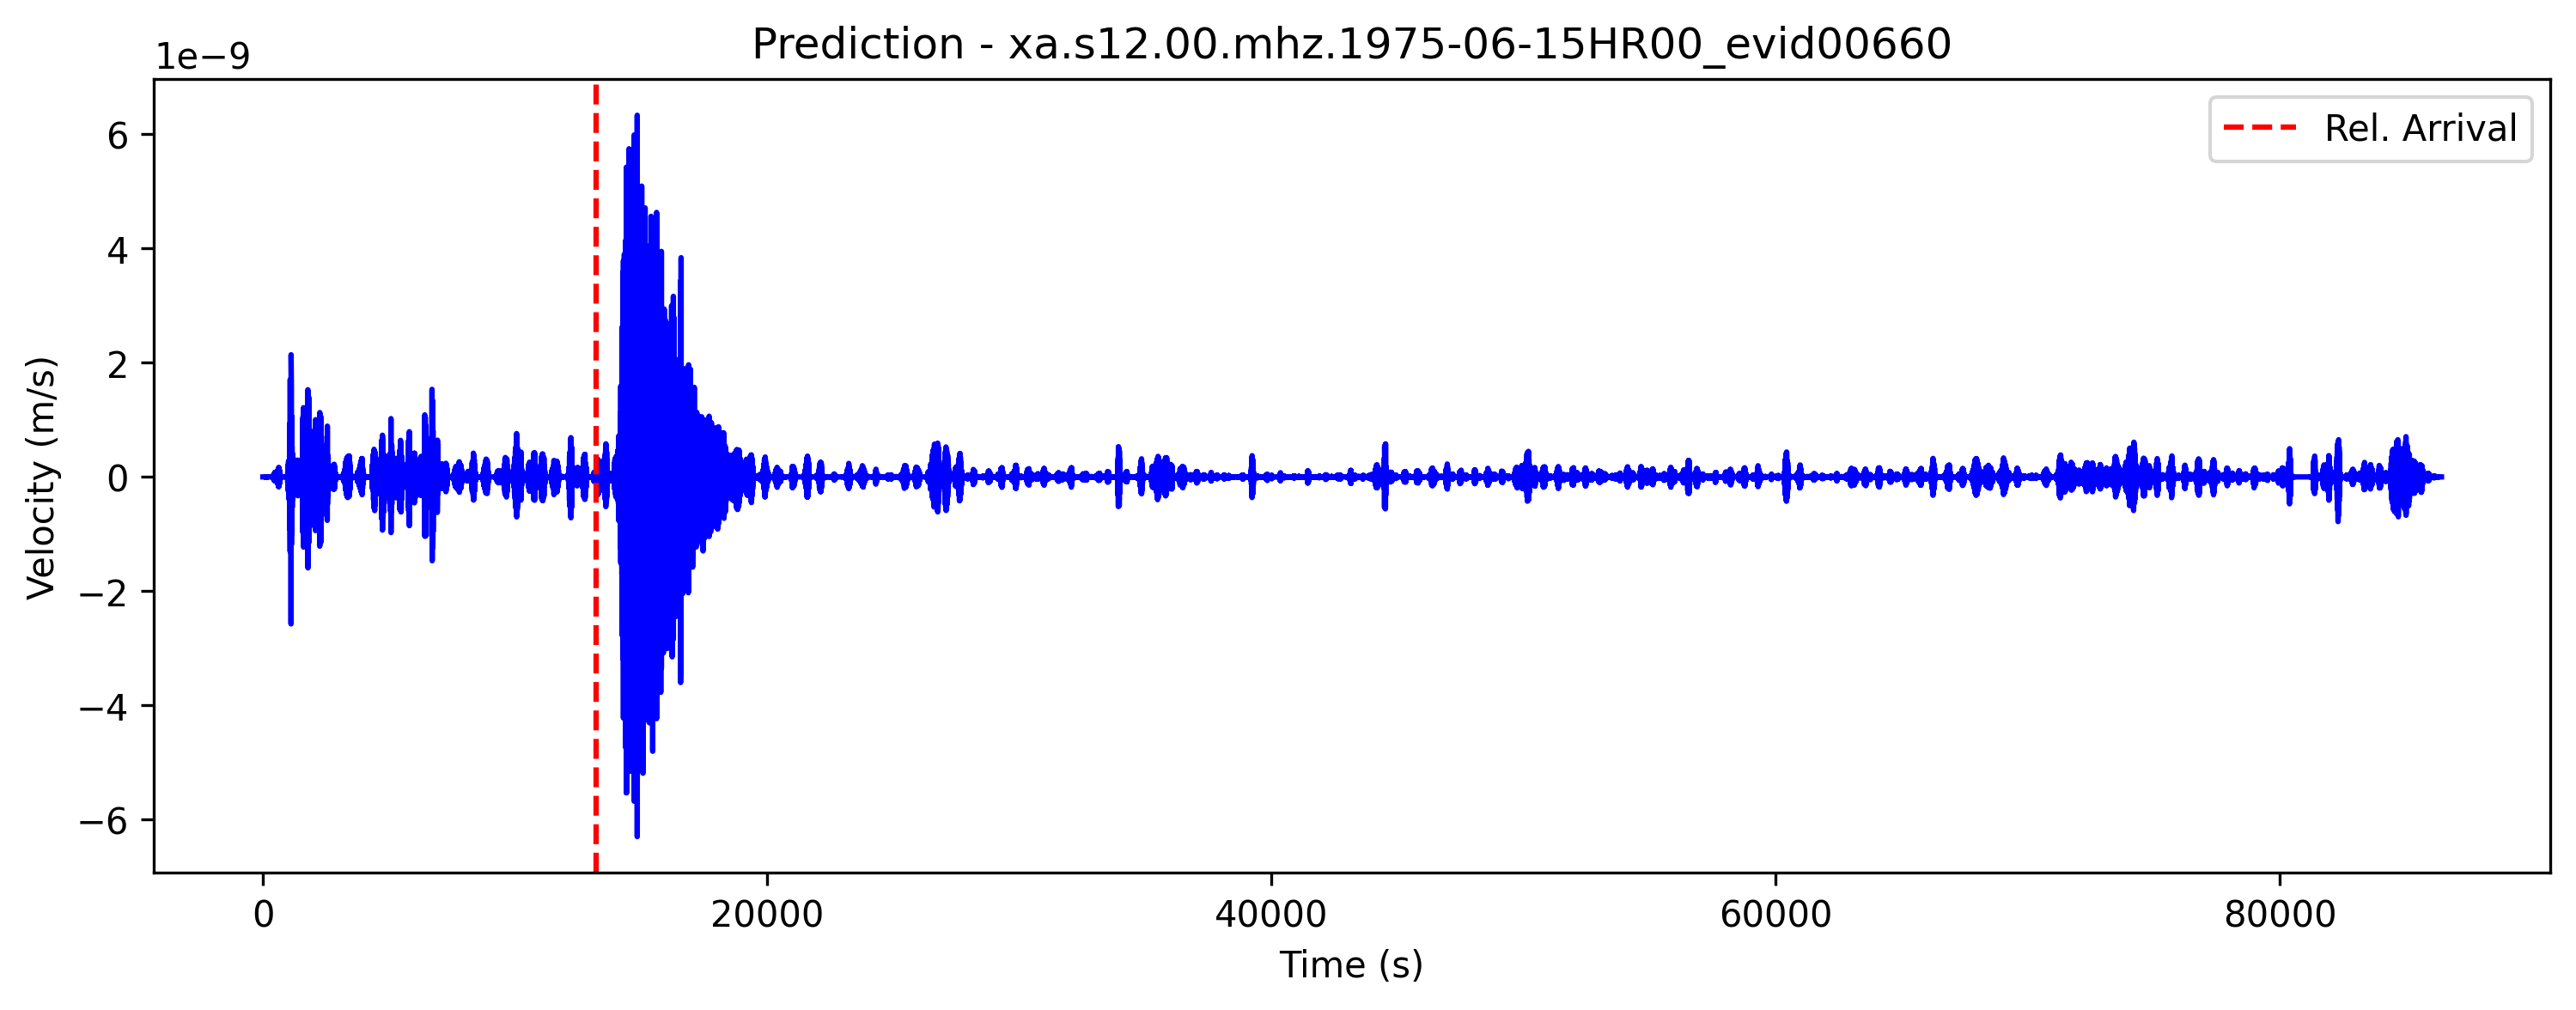 Prediction - xa.s12.00.mhz.1975-06-15HR00_evid00660
1e−9
Rel. Arrival
6
4
2
0
−2
−4
−6
Velocity (m/s)
0 20000 40000 60000 80000
Time (s)